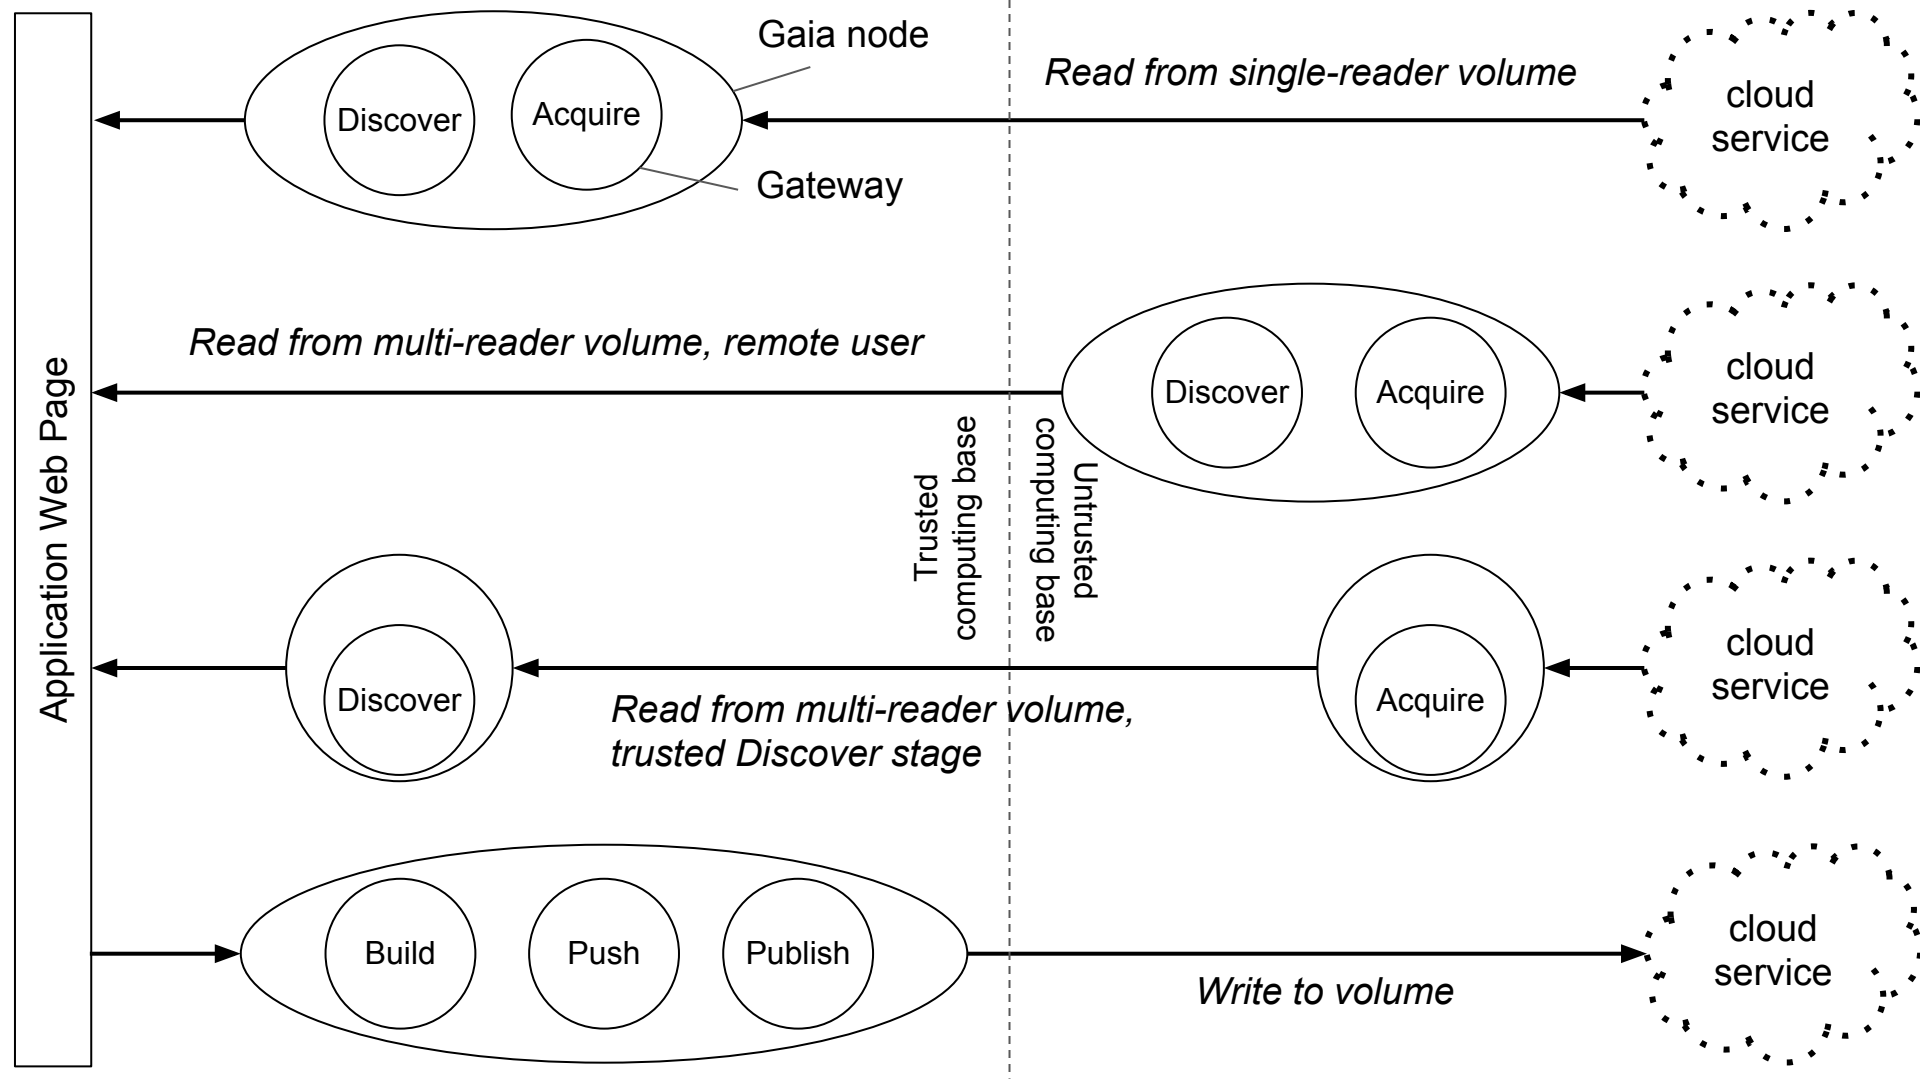 Application Web Page
Gaia node
Discover
Acquire
Gateway
Read from single-reader volume
cloud
service
Read from multi-reader volume, remote user
Discover
Acquire
cloud
service
Trusted
computing base
Untrusted
computing base
Discover
Read from multi-reader volume,
trusted Discover stage
Acquire
cloud
service
Build
Push
Publish
Write to volume
cloud
service